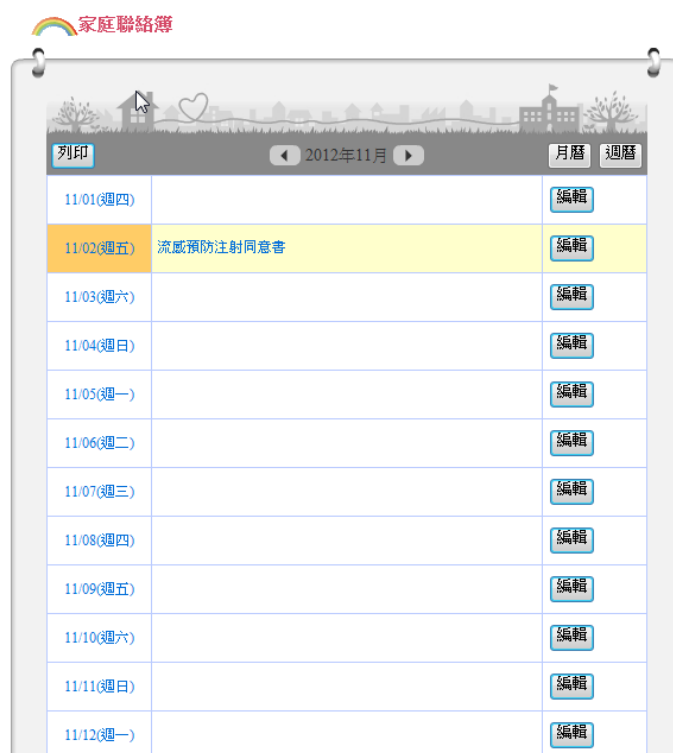 家庭聯絡簿
列印 2012年11月 月曆 週曆
11/01(週四) 編輯
11/02(週五) 流感預防注射同意書 編輯
11/03(週六) 編輯
11/04(週日) 編輯
11/05(週一) 編輯
11/06(週二) 編輯
11/07(週三) 編輯
11/08(週四) 編輯
11/09(週五) 編輯
11/10(週六) 編輯
11/11(週日) 編輯
11/12(週一) 編輯